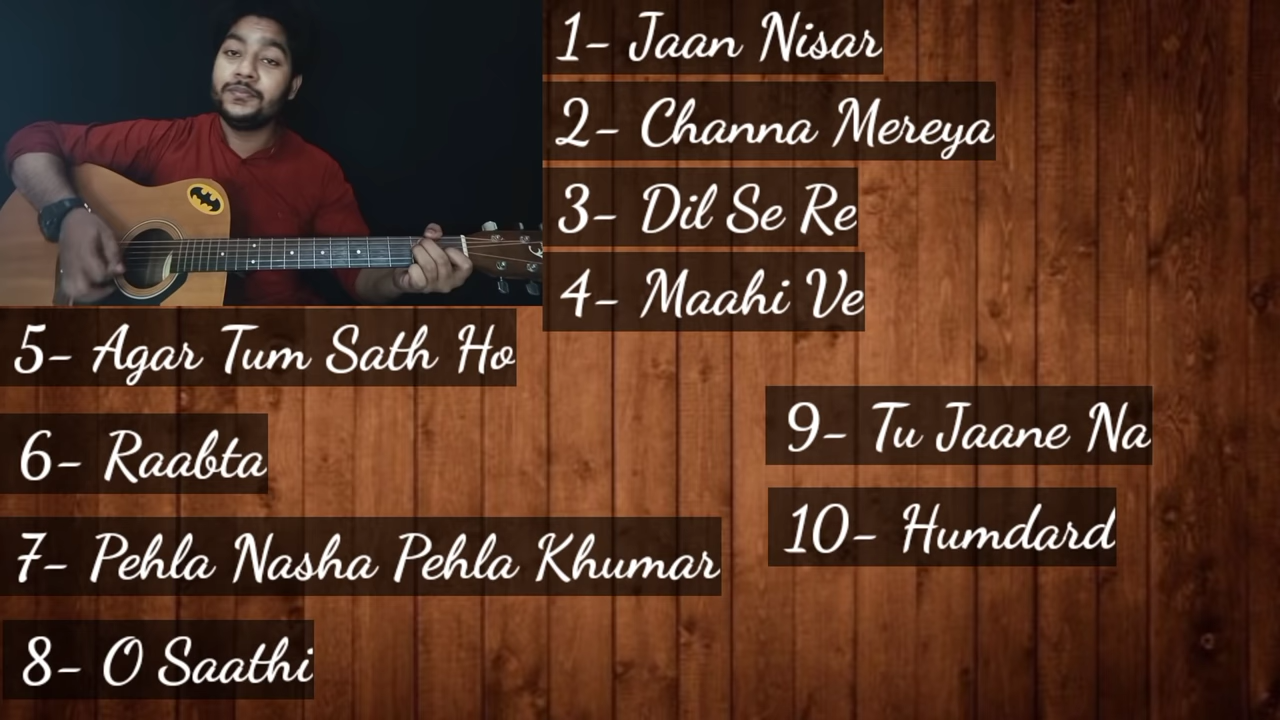 1- Jaan Nisar
2- Channa Mereya
3- Dil Se Re
4- Maahi Ve
5- Agar Tum Sath Ho
6- Raabta
7- Pehla Nasha Pehla Khumar
8- O Saathi
9- Tu Jaane Na
10- Humdard